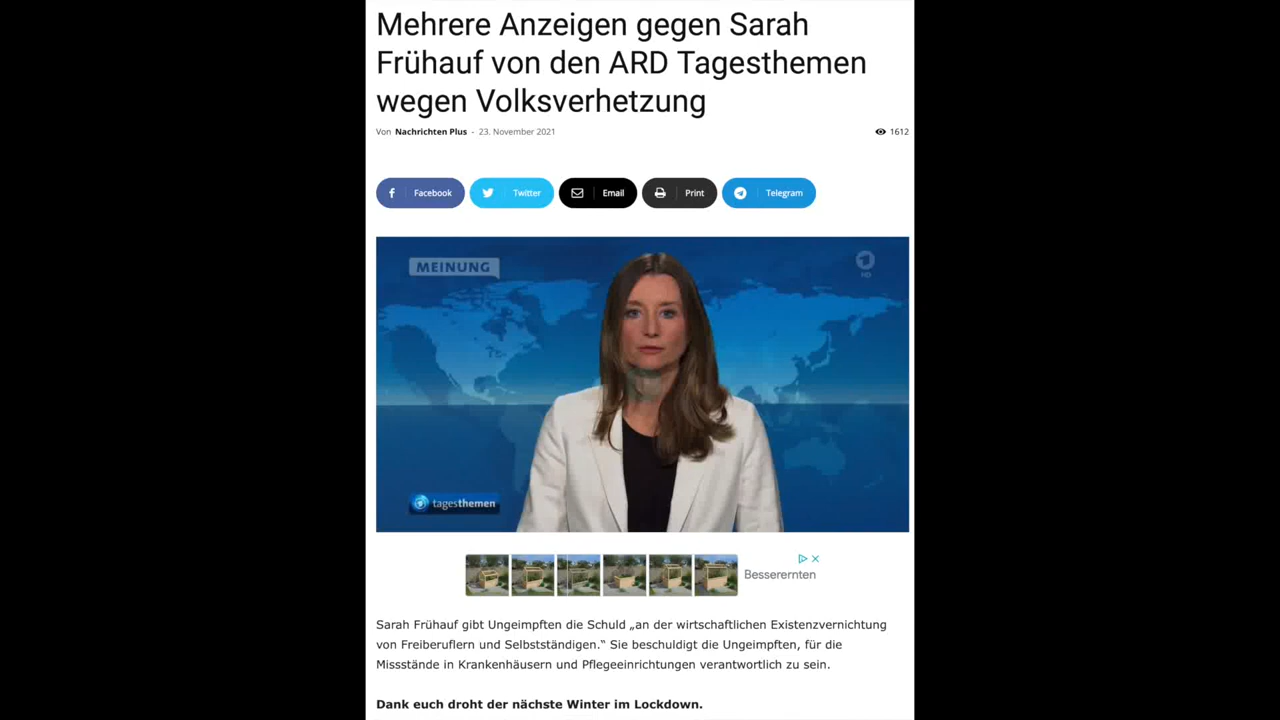 Mehrere Anzeigen gegen Sarah
Frühauf von den ARD Tagesthemen
wegen Volksverhetzung
Von Nachrichten Plus - 23. November 2021 1612
Facebook Twitter Email Print Telegram
MEINUNG
1
HD
tagesthemen
Besserernten
Sarah Frühauf gibt Ungeimpften die Schuld „an der wirtschaftlichen Existenzvernichtung
von Freiberuflern und Selbstständigen.“ Sie beschuldigt die Ungeimpften, für die
Missstände in Krankenhäusern und Pflegeeinrichtungen verantwortlich zu sein.
Dank euch droht der nächste Winter im Lockdown.